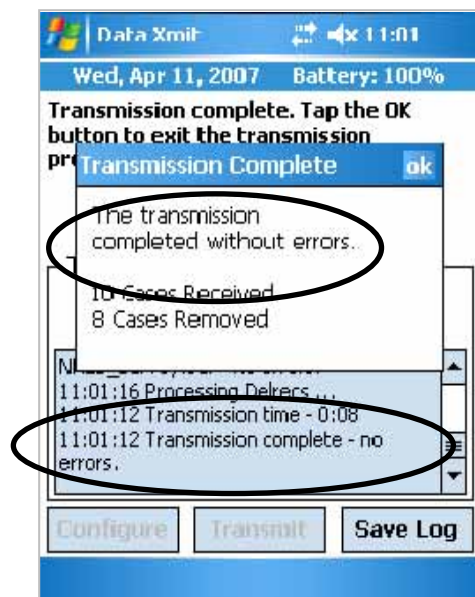 Data Xmit 11:01
Wed, Apr 11, 2007 Battery: 100%
Transmission complete. Tap the OK
button to exit the transmission
Transmission Complete ok
The transmission
completed without errors.
10 Cases Received
8 Cases Removed
11:01:16 Processing Delrecs ...
11:01:12 Transmission time - 0:08
11:01:12 Transmission complete - no
errors.
Configure Transmit Save Log